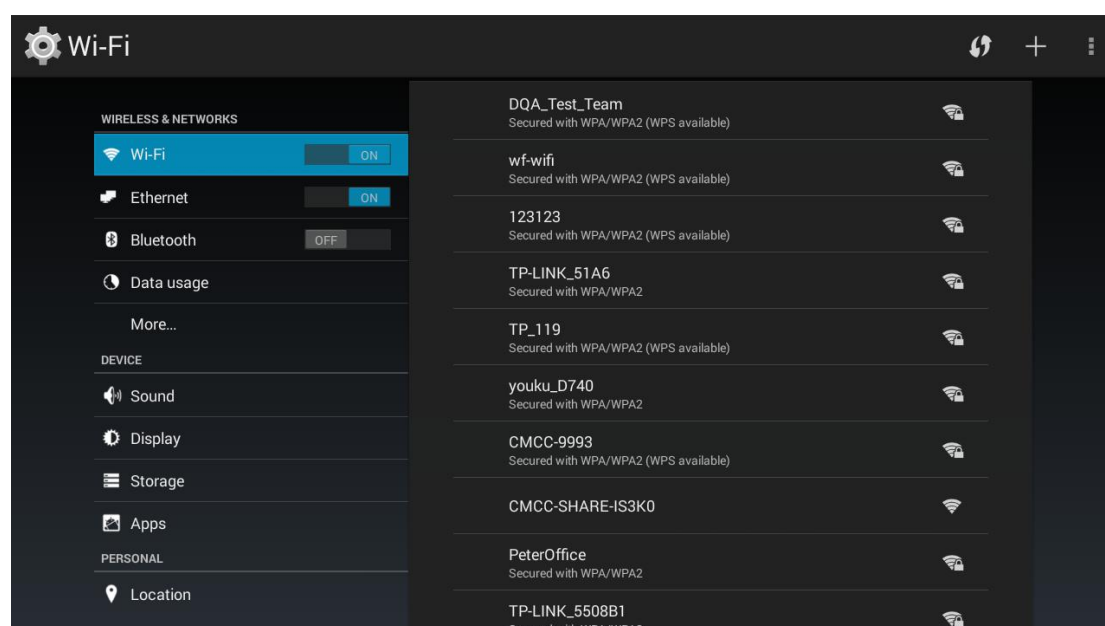 Wi-Fi
WIRELESS & NETWORKS
Wi-Fi ON
Ethernet ON
Bluetooth OFF
Data usage
More...
DEVICE
Sound
Display
Storage
Apps
PERSONAL
Location
DQA_Test_Team
Secured with WPA/WPA2 (WPS available)
wf-wifi
Secured with WPA/WPA2 (WPS available)
123123
Secured with WPA/WPA2 (WPS available)
TP-LINK_51A6
Secured with WPA/WPA2
TP_119
Secured with WPA/WPA2 (WPS available)
youku_D740
Secured with WPA/WPA2
CMCC-9993
Secured with WPA/WPA2 (WPS available)
CMCC-SHARE-IS3K0
PeterOffice
Secured with WPA/WPA2
TP-LINK_5508B1